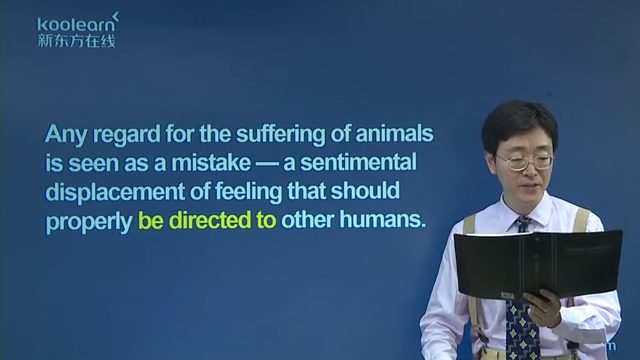 koolearn
新东方在线
Any regard for the suffering of animals
is seen as a mistake — a sentimental
displacement of feeling that should
properly be directed to other humans.
m